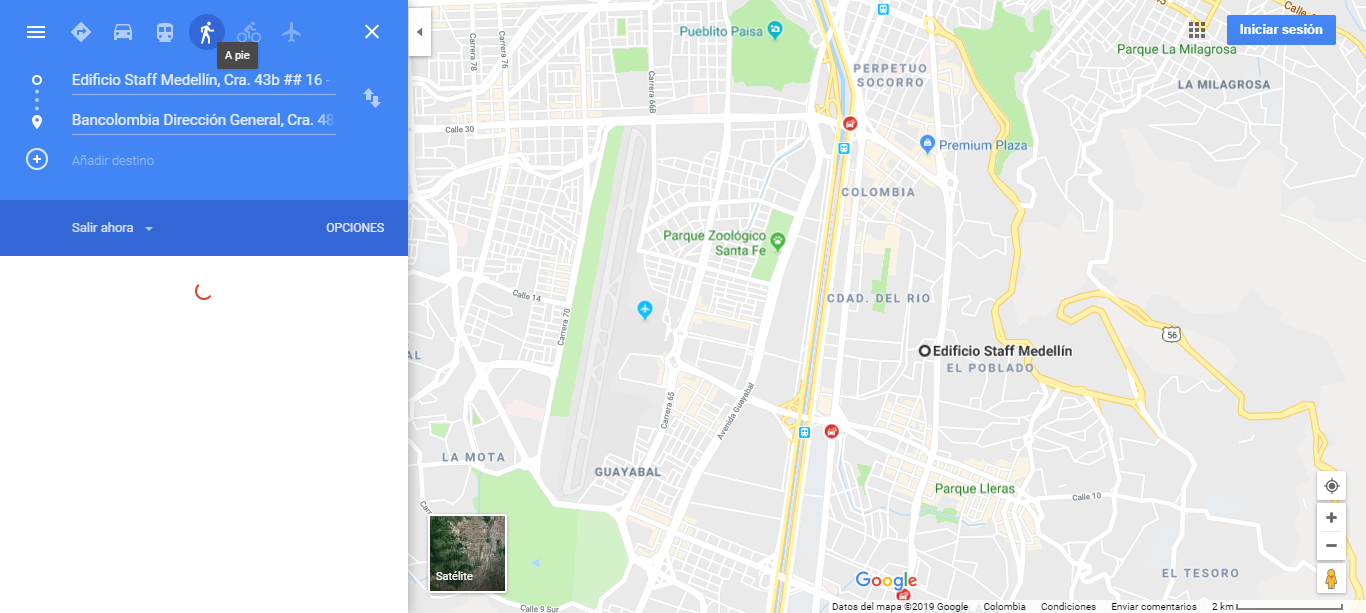 A pie
Edificio Staff Medellín, Cra. 43b ## 16 -
Bancolombia Dirección General, Cra. 48
Añadir destino
Salir ahora
OPCIONES
Iniciar sesión
Pueblito Paisa
Parque La Milagrosa
LA MILAGROSA
PERPETUO
SOCORRO
Carrera 78
Carrera 76
Carrera 66B
Calle 30
Premium Plaza
COLOMBIA
Parque Zoológico
Santa Fe
CDAD. DEL RIO
Calle 14
Carrera 70
56
Edificio Staff Medellín
EL POBLADO
AL
Carrera 65
Avenida Guayabal
LA MOTA
GUAYABAL
Parque Lleras
Calle 10
EL TESORO
Satélite
Google
Calle 9 Sur
Datos del mapa ©2019 Google
Colombia
Condiciones
Enviar comentarios
2 km